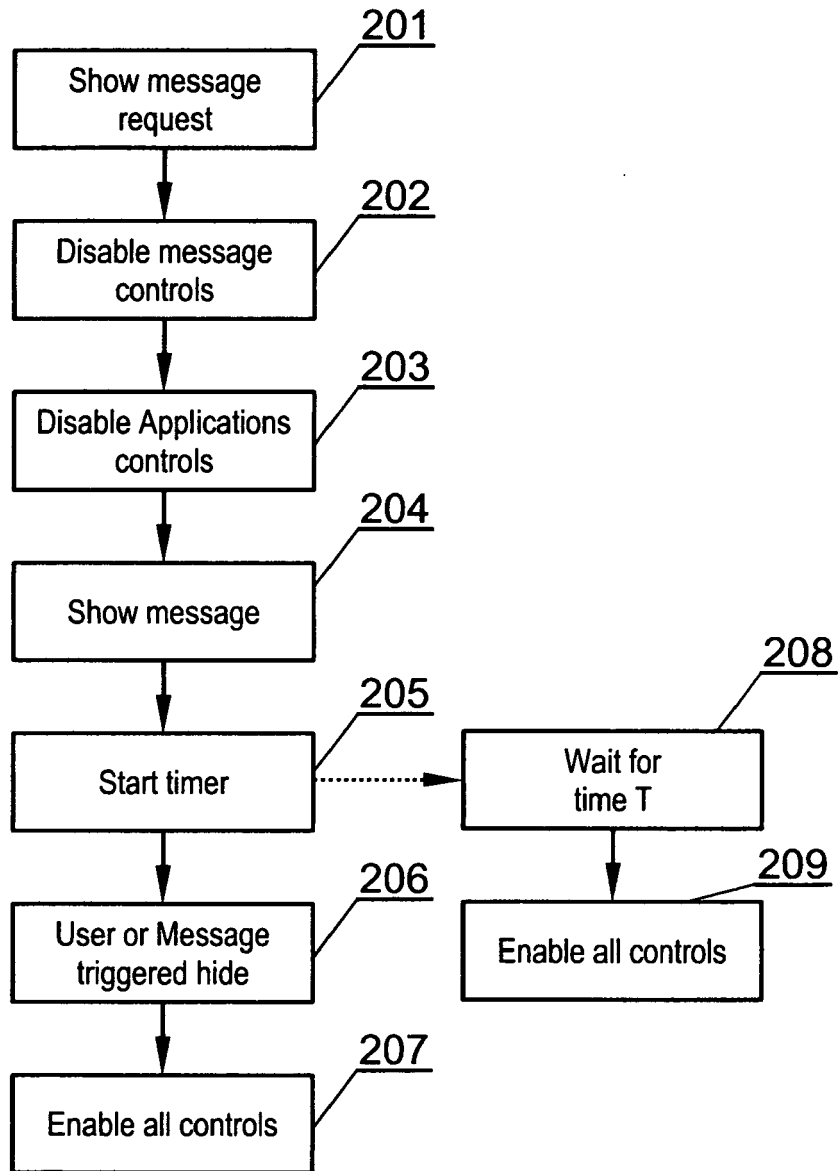 201
Show message
request
202
Disable message
controls
203
Disable Applications
controls
204
Show message
205
Start timer
208
Wait for
time T
206
User or Message
triggered hide
209
Enable all controls
207
Enable all controls